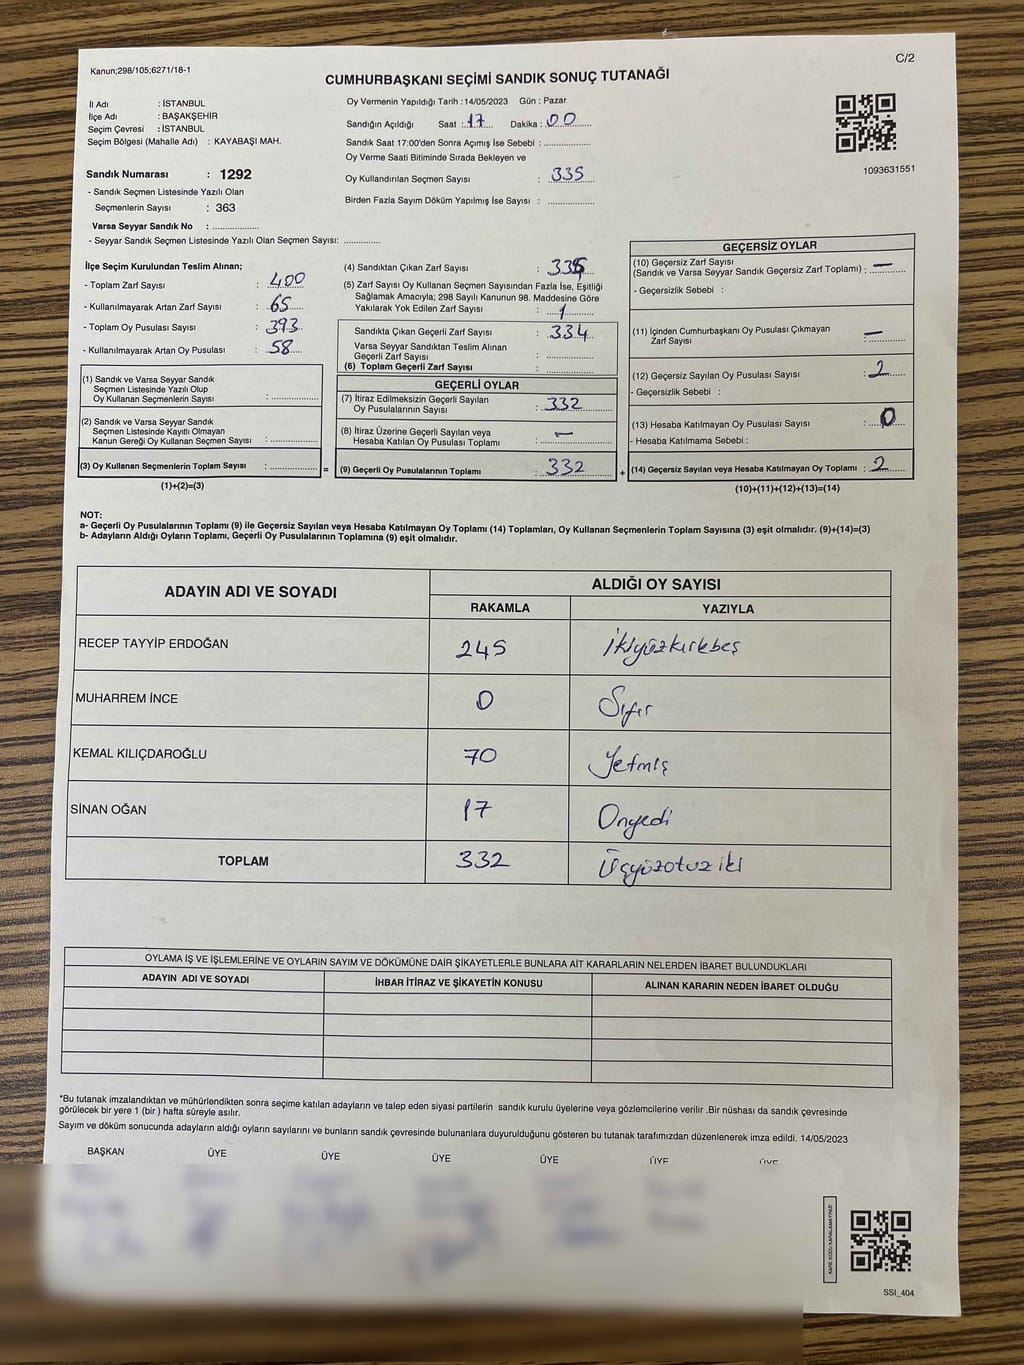 Kanun;298/105;6271/18-1
C/2
CUMHURBAŞKANI SEÇİMİ SANDIK SONUÇ TUTANAĞI
İl Adı : İSTANBUL
İlçe Adı : BAŞAKŞEHİR
Seçim Çevresi : İSTANBUL
Seçim Bölgesi (Mahalle Adı) : KAYABAŞI MAH.
Sandık Numarası : 1292
- Sandık Seçmen Listesinde Yazılı Olan
Seçmenlerin Sayısı : 363
Varsa Seyyar Sandık No : ..............
- Seyyar Sandık Seçmen Listesinde Yazılı Olan Seçmen Sayısı: ............
Oy Vermenin Yapıldığı Tarih : 14/05/2023 Gün : Pazar
Sandığın Açıldığı Saat : 17 Dakika : 00
Sandık Saat 17:00'den Sonra Açımış İse Sebebi : ..............
Oy Verme Saati Bitiminde Sırada Bekleyen ve
Oy Kullandırılan Seçmen Sayısı : 335
Birden Fazla Sayım Döküm Yapılmış İse Sayısı : ..............
1093631551
İlçe Seçim Kurulundan Teslim Alınan;
- Toplam Zarf Sayısı : 400
- Kullanılmayarak Artan Zarf Sayısı : 65
- Toplam Oy Pusulası Sayısı : 393
- Kullanılmayarak Artan Oy Pusulası : 58
(1) Sandık ve Varsa Seyyar Sandık
Seçmen Listesinde Yazılı Olup
Oy Kullanan Seçmenlerin Sayısı : ..............
(2) Sandık ve Varsa Seyyar Sandık
Seçmen Listesinde Kayıtlı Olmayan
Kanun Gereği Oy Kullanan Seçmen Sayısı : ..............
(3) Oy Kullanan Seçmenlerin Toplam Sayısı : .............. =
(1)+(2)=(3)
(4) Sandıktan Çıkan Zarf Sayısı : 335
(5) Zarf Sayısı Oy Kullanan Seçmen Sayısından Fazla İse, Eşitliği
Sağlamak Amacıyla; 298 Sayılı Kanunun 98. Maddesine Göre
Yakılarak Yok Edilen Zarf Sayısı : 1
Sandıkta Çıkan Geçerli Zarf Sayısı : 334
Varsa Seyyar Sandıktan Teslim Alınan
Geçerli Zarf Sayısı : ..............
(6) Toplam Geçerli Zarf Sayısı : ..............
GEÇERLİ OYLAR
(7) İtiraz Edilmeksizin Geçerli Sayılan
Oy Pusulalarının Sayısı : 332
(8) İtiraz Üzerine Geçerli Sayılan veya
Hesaba Katılan Oy Pusulası Toplamı : –
(9) Geçerli Oy Pusulalarının Toplamı : 332 +
GEÇERSİZ OYLAR
(10) Geçersiz Zarf Sayısı
(Sandık ve Varsa Seyyar Sandık Geçersiz Zarf Toplamı) : –
- Geçersizlik Sebebi :
(11) İçinden Cumhurbaşkanı Oy Pusulası Çıkmayan
Zarf Sayısı : –
(12) Geçersiz Sayılan Oy Pusulası Sayısı : 2
- Geçersizlik Sebebi :
(13) Hesaba Katılmayan Oy Pusulası Sayısı : 0
- Hesaba Katılmama Sebebi :
(14) Geçersiz Sayılan veya Hesaba Katılmayan Oy Toplamı : 2
(10)+(11)+(12)+(13)=(14)
NOT:
a- Geçerli Oy Pusulalarının Toplamı (9) ile Geçersiz Sayılan veya Hesaba Katılmayan Oy Toplamı (14) Toplamları, Oy Kullanan Seçmenlerin Toplam Sayısına (3) eşit olmalıdır. (9)+(14)=(3)
b- Adayların Aldığı Oyların Toplamı, Geçerli Oy Pusulalarının Toplamına (9) eşit olmalıdır.
ADAYIN ADI VE SOYADI ALDIĞI OY SAYISI
RAKAMLA YAZIYLA
RECEP TAYYİP ERDOĞAN 245 İkiyüzkırkbeş
MUHARREM İNCE 0 Sıfır
KEMAL KILIÇDAROĞLU 70 Yetmiş
SİNAN OĞAN 17 Onyedi
TOPLAM 332 Üçyüzotuz iki
OYLAMA İŞ VE İŞLEMLERİNE VE OYLARIN SAYIM VE DÖKÜMÜNE DAİR ŞİKAYETLERLE BUNLARA AİT KARARLARIN NELERDEN İBARET BULUNDUKLARI
ADAYIN ADI VE SOYADI İHBAR İTİRAZ VE ŞİKAYETİN KONUSU ALINAN KARARIN NEDEN İBARET OLDUĞU
*Bu tutanak imzalandıktan ve mühürlendikten sonra seçime katılan adayların ve talep eden siyasi partilerin sandık kurulu üyelerine veya gözlemcilerine verilir .Bir nüshası da sandık çevresinde
görülecek bir yere 1 (bir ) hafta süreyle asılır.
Sayım ve döküm sonucunda adayların aldığı oyların sayılarını ve bunların sandık çevresinde bulunanlara duyurulduğunu gösteren bu tutanak tarafımızdan düzenlenerek imza edildi. 14/05/2023
BAŞKAN ÜYE ÜYE ÜYE ÜYE ÜYE ÜYE
KARE KODU KARALAMAYINIZ
SSI_404